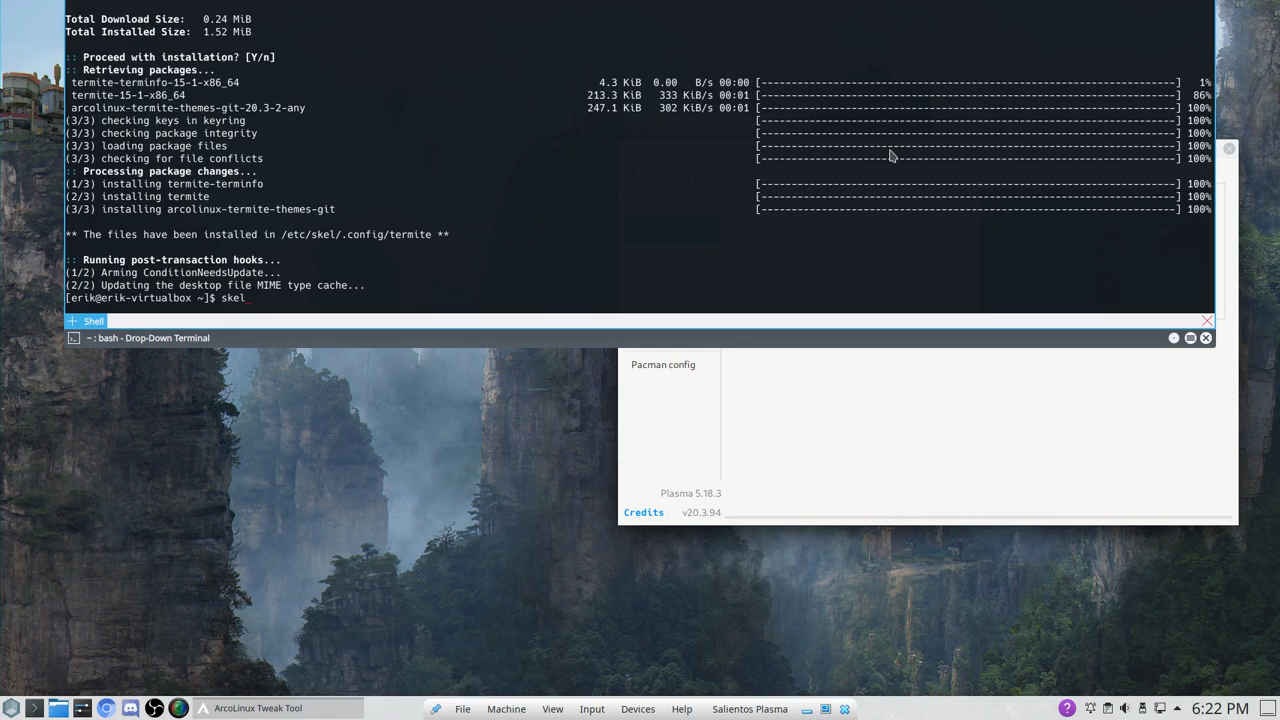 Total Download Size:   0.24 MiB
Total Installed Size:  1.52 MiB
:: Proceed with installation? [Y/n]
:: Retrieving packages...
termite-terminfo-15-1-x86_64 4.3 KiB 0.00 B/s 00:00 [----------------------------------------------------------------------] 1%
termite-15-1-x86_64 213.3 KiB 333 KiB/s 00:01 [----------------------------------------------------------------------] 86%
arcolinux-termite-themes-git-20.3-2-any 247.1 KiB 302 KiB/s 00:01 [----------------------------------------------------------------------] 100%
(3/3) checking keys in keyring [----------------------------------------------------------------------] 100%
(3/3) checking package integrity [----------------------------------------------------------------------] 100%
(3/3) loading package files [----------------------------------------------------------------------] 100%
(3/3) checking for file conflicts [----------------------------------------------------------------------] 100%
:: Processing package changes...
(1/3) installing termite-terminfo [----------------------------------------------------------------------] 100%
(2/3) installing termite [----------------------------------------------------------------------] 100%
(3/3) installing arcolinux-termite-themes-git [----------------------------------------------------------------------] 100%
** The files have been installed in /etc/skel/.config/termite **
:: Running post-transaction hooks...
(1/2) Arming ConditionNeedsUpdate...
(2/2) Updating the desktop file MIME type cache...
[erik@erik-virtualbox ~]$ skel
Shell
~ : bash - Drop-Down Terminal
Pacman config
Plasma 5.18.3
Credits v20.3.94
ArcoLinux Tweak Tool
File Machine View Input Devices Help Salientos Plasma
6:22 PM